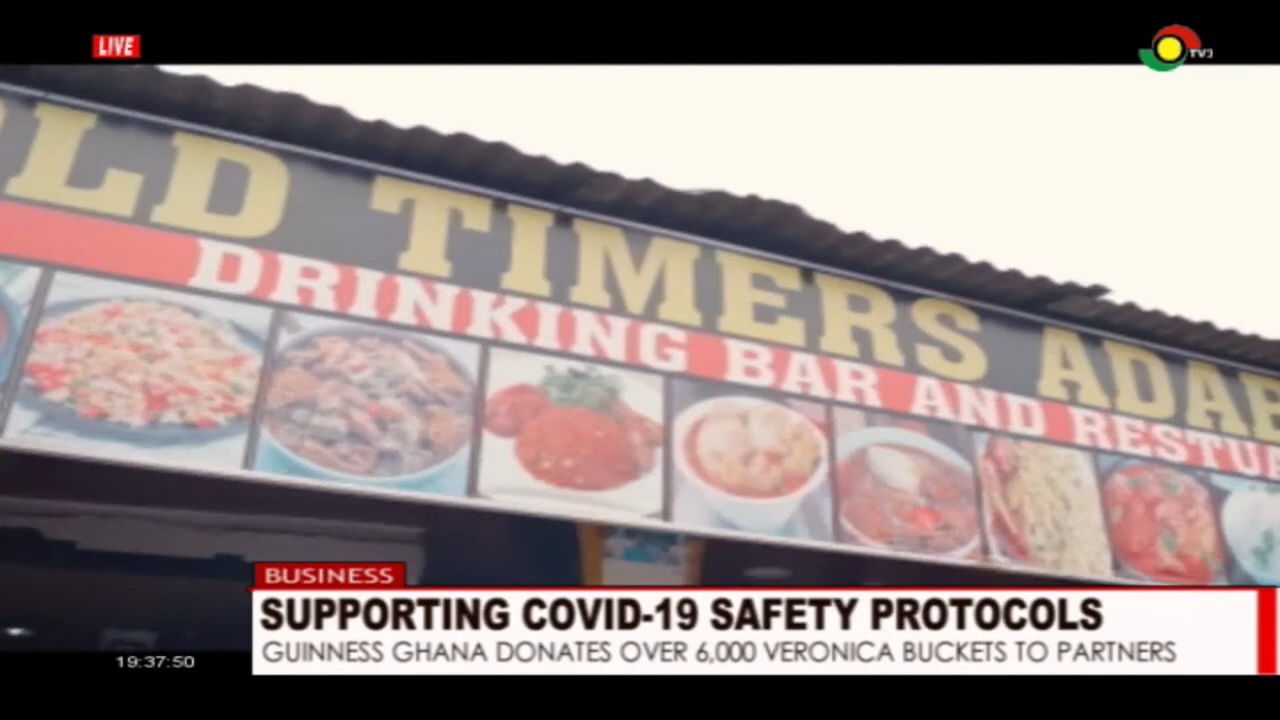 LIVE
TV3
LD TIMERS ADAB
DRINKING BAR AND RESTUA
BUSINESS
SUPPORTING COVID-19 SAFETY PROTOCOLS
GUINNESS GHANA DONATES OVER 6,000 VERONICA BUCKETS TO PARTNERS
19:37:50